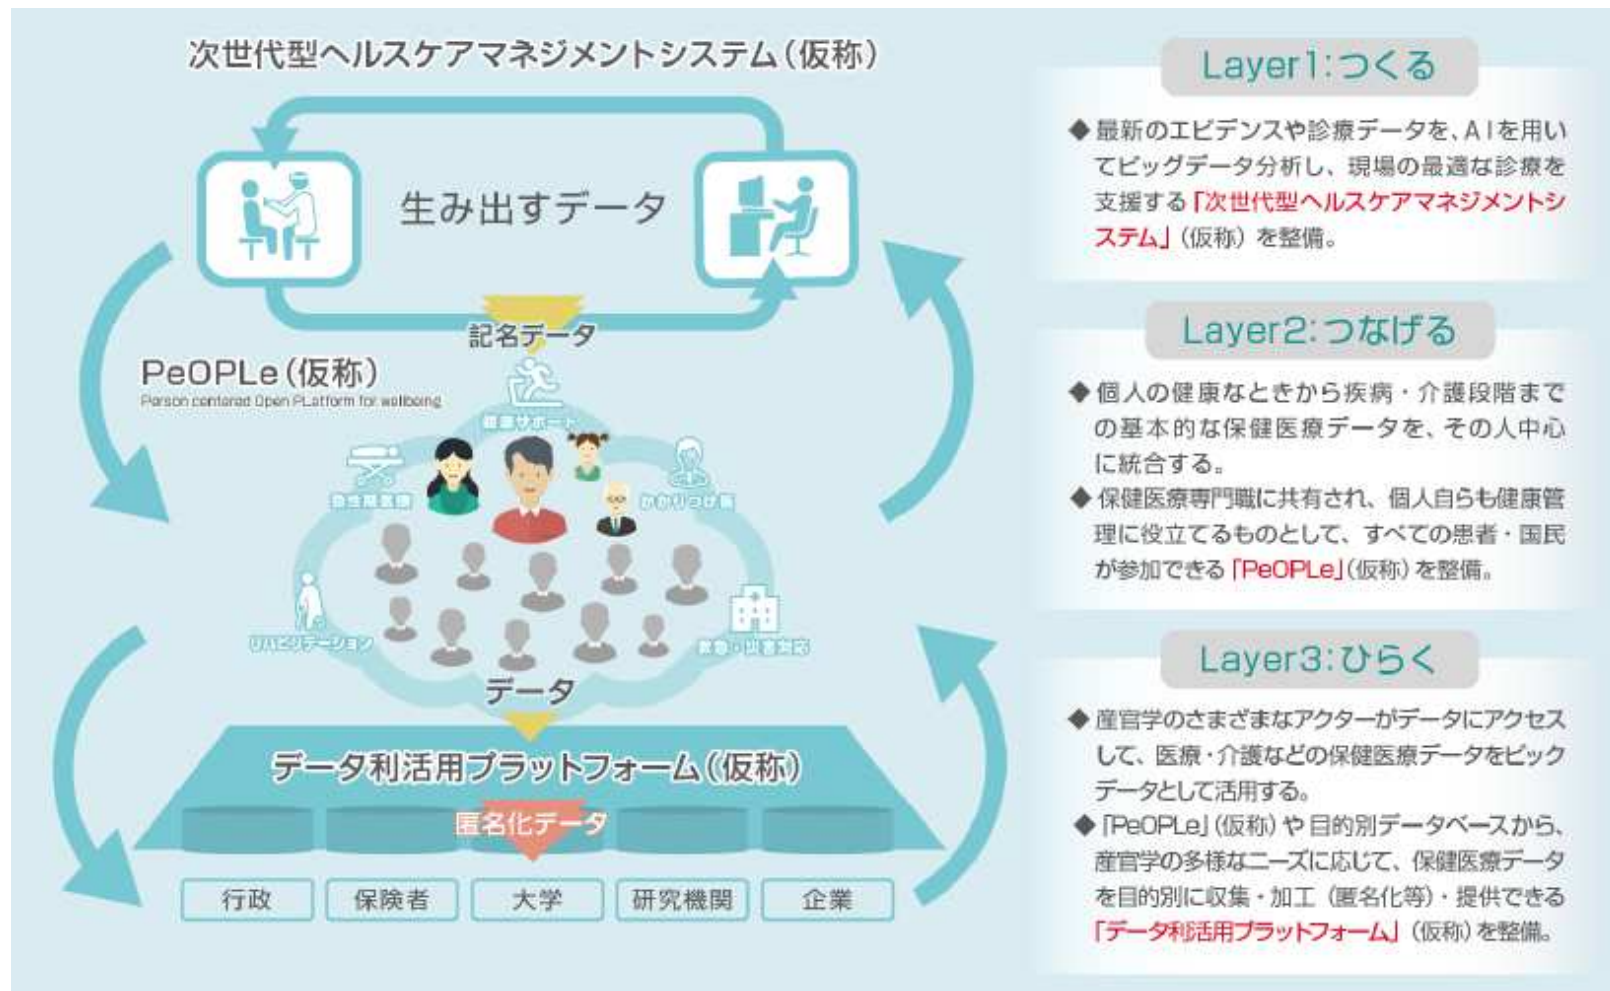 次世代型ヘルスケアマネジメントシステム(仮称)
生み出すデータ
記名データ
PeOPLe(仮称)
Person centered Open PLatform for wellbeing
健康サポート
急性期医療
かかりつけ医
リハビリテーション
救急・災害対応
データ
データ利活用プラットフォーム(仮称)
匿名化データ
行政
保険者
大学
研究機関
企業
Layer1:つくる
◆ 最新のエビデンスや診療データを、AIを用い
てビッグデータ分析し、現場の最適な診療を
支援する「次世代型ヘルスケアマネジメントシ
ステム」(仮称)を整備。
Layer2:つなげる
◆ 個人の健康なときから疾病・介護段階まで
の基本的な保健医療データを、その人中心
に統合する。
◆ 保健医療専門職に共有され、個人自らも健康管
理に役立てるものとして、すべての患者・国民
が参加できる「PeOPLe」(仮称)を整備。
Layer3:ひらく
◆ 産官学のさまざまなアクターがデータにアクセス
して、医療・介護などの保健医療データをビック
データとして活用する。
◆「PeOPLe」(仮称)や目的別データベースから、
産官学の多様なニーズに応じて、保健医療データ
を目的別に収集・加工(匿名化等)・提供できる
「データ利活用プラットフォーム」(仮称)を整備。